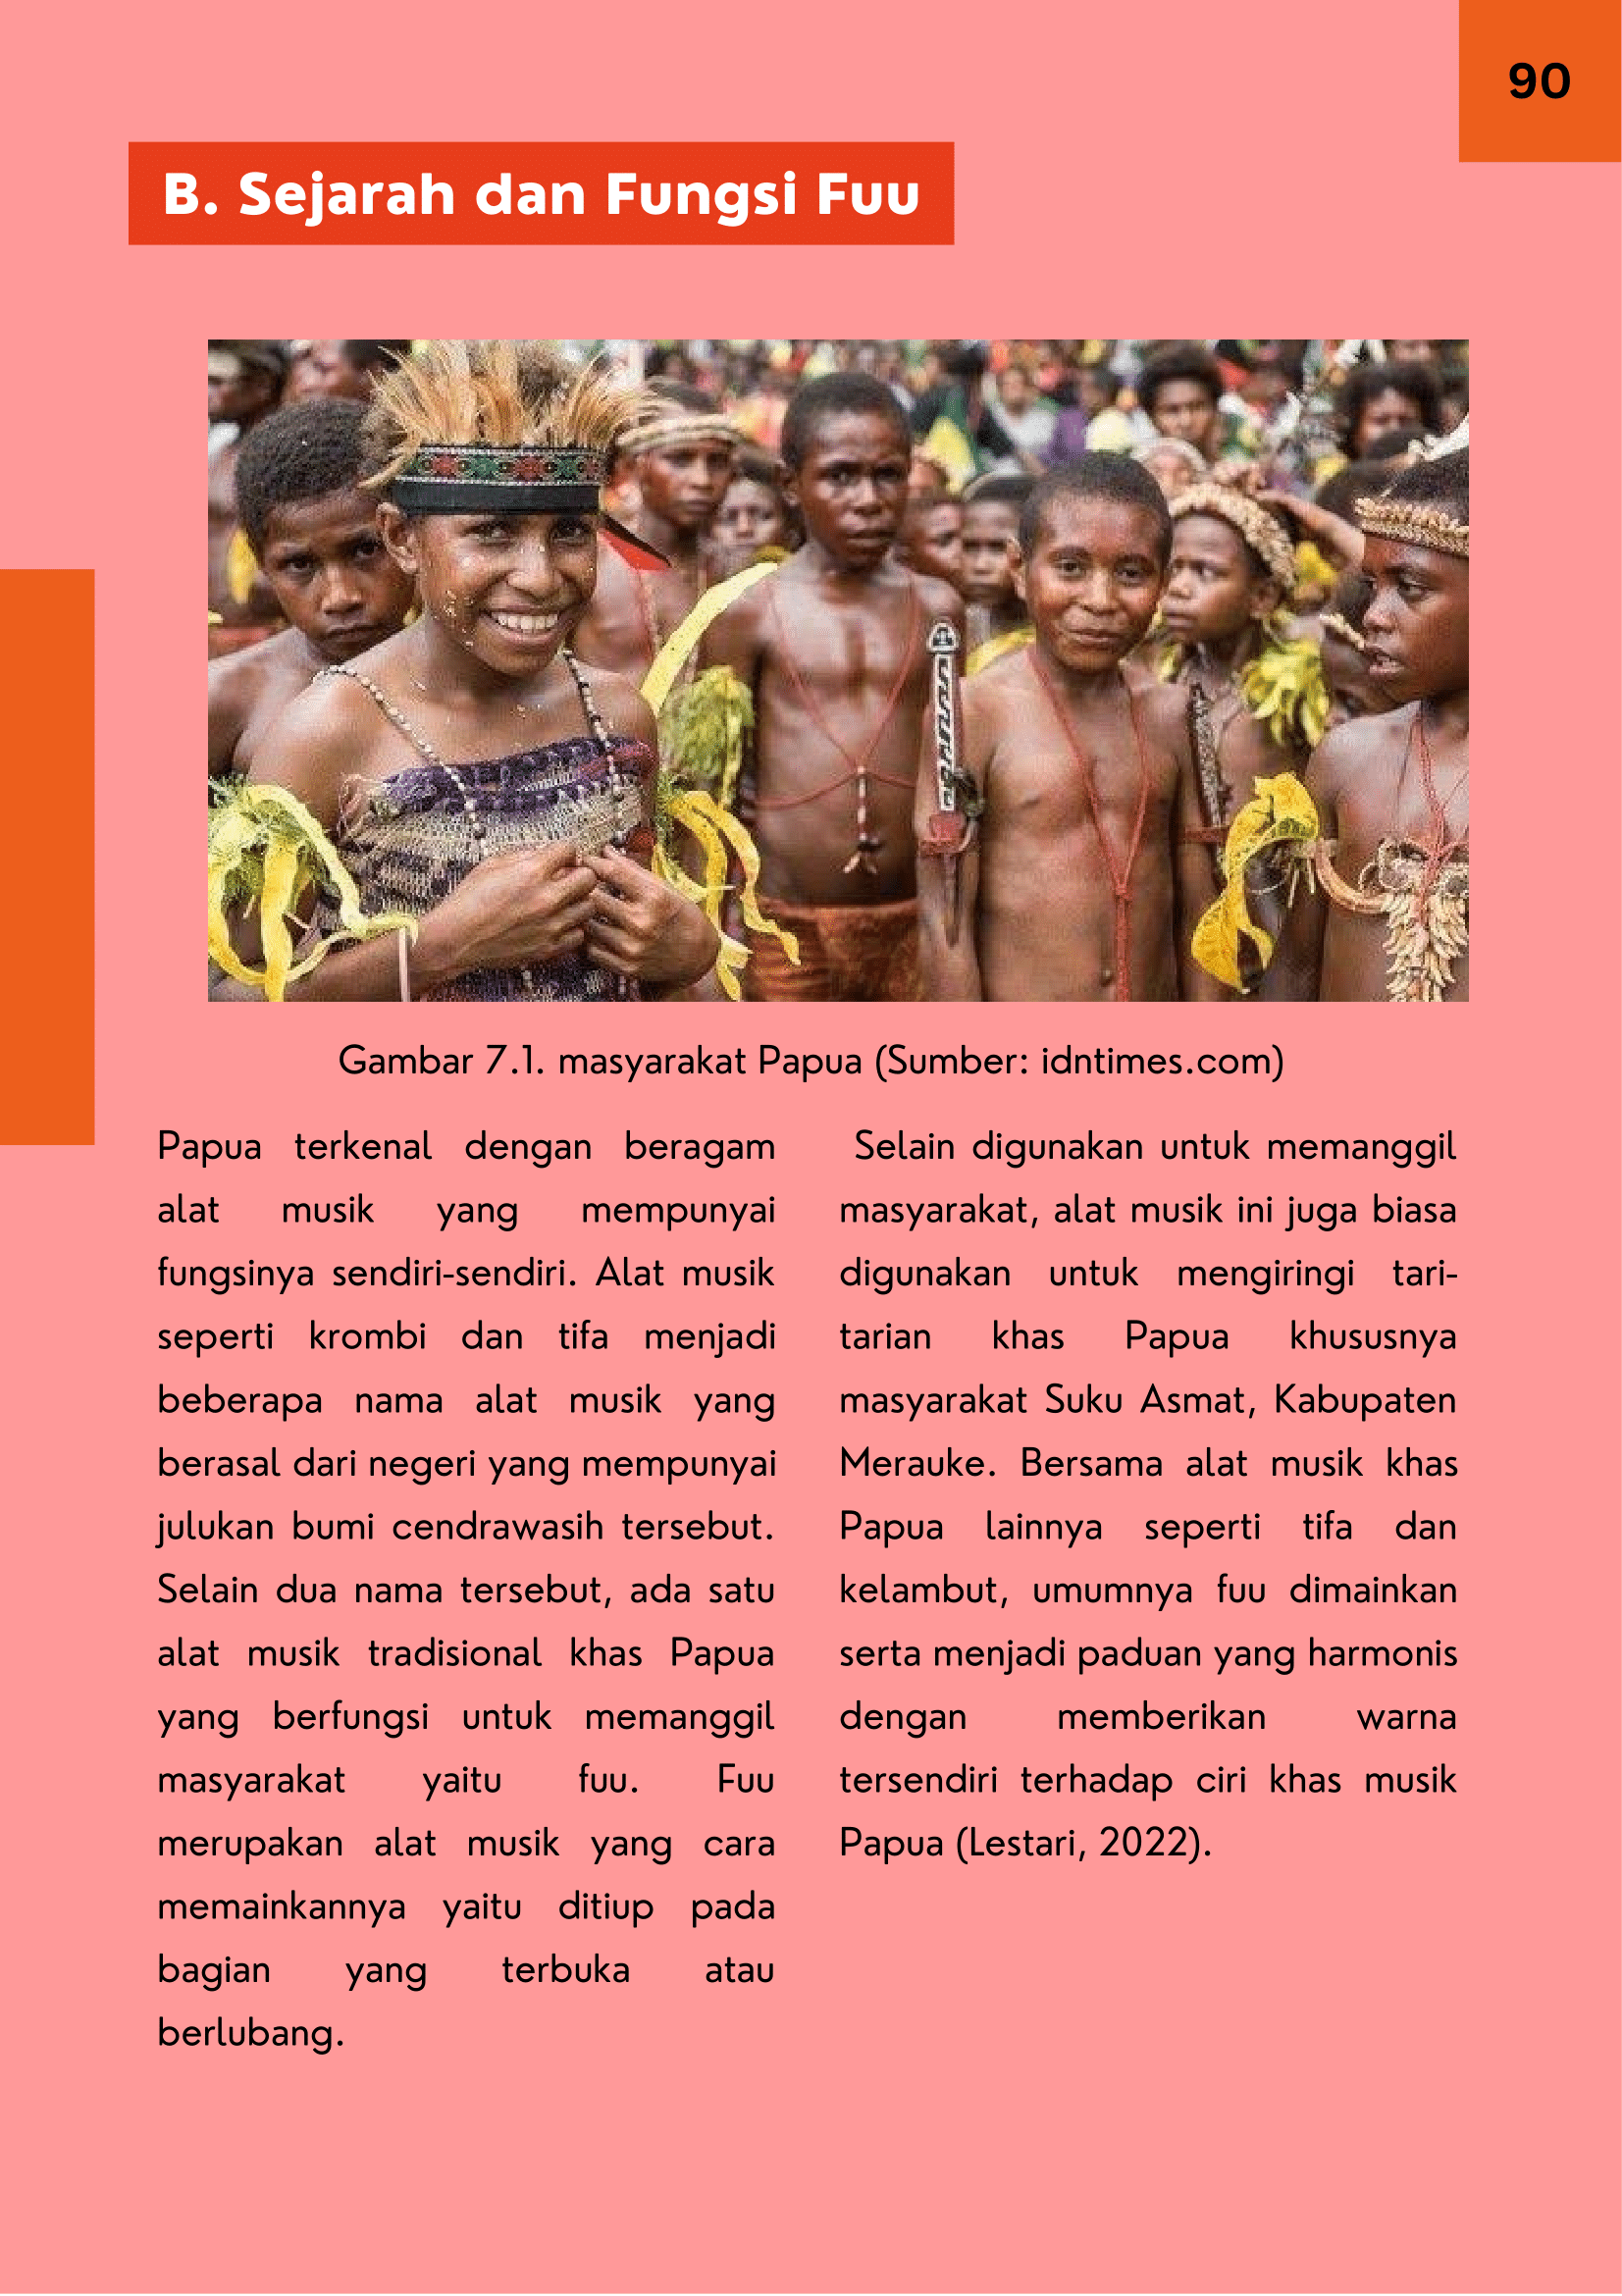 90
B. Sejarah dan Fungsi Fuu
Gambar 7.1. masyarakat Papua (Sumber: idntimes.com)
Papua terkenal dengan beragam
alat musik yang mempunyai
fungsinya sendiri-sendiri. Alat musik
seperti krombi dan tifa menjadi
beberapa nama alat musik yang
berasal dari negeri yang mempunyai
julukan bumi cendrawasih tersebut.
Selain dua nama tersebut, ada satu
alat musik tradisional khas Papua
yang berfungsi untuk memanggil
masyarakat yaitu fuu. Fuu
merupakan alat musik yang cara
memainkannya yaitu ditiup pada
bagian yang terbuka atau
berlubang.
Selain digunakan untuk memanggil
masyarakat, alat musik ini juga biasa
digunakan untuk mengiringi tari-
tarian khas Papua khususnya
masyarakat Suku Asmat, Kabupaten
Merauke. Bersama alat musik khas
Papua lainnya seperti tifa dan
kelambut, umumnya fuu dimainkan
serta menjadi paduan yang harmonis
dengan memberikan warna
tersendiri terhadap ciri khas musik
Papua (Lestari, 2022).